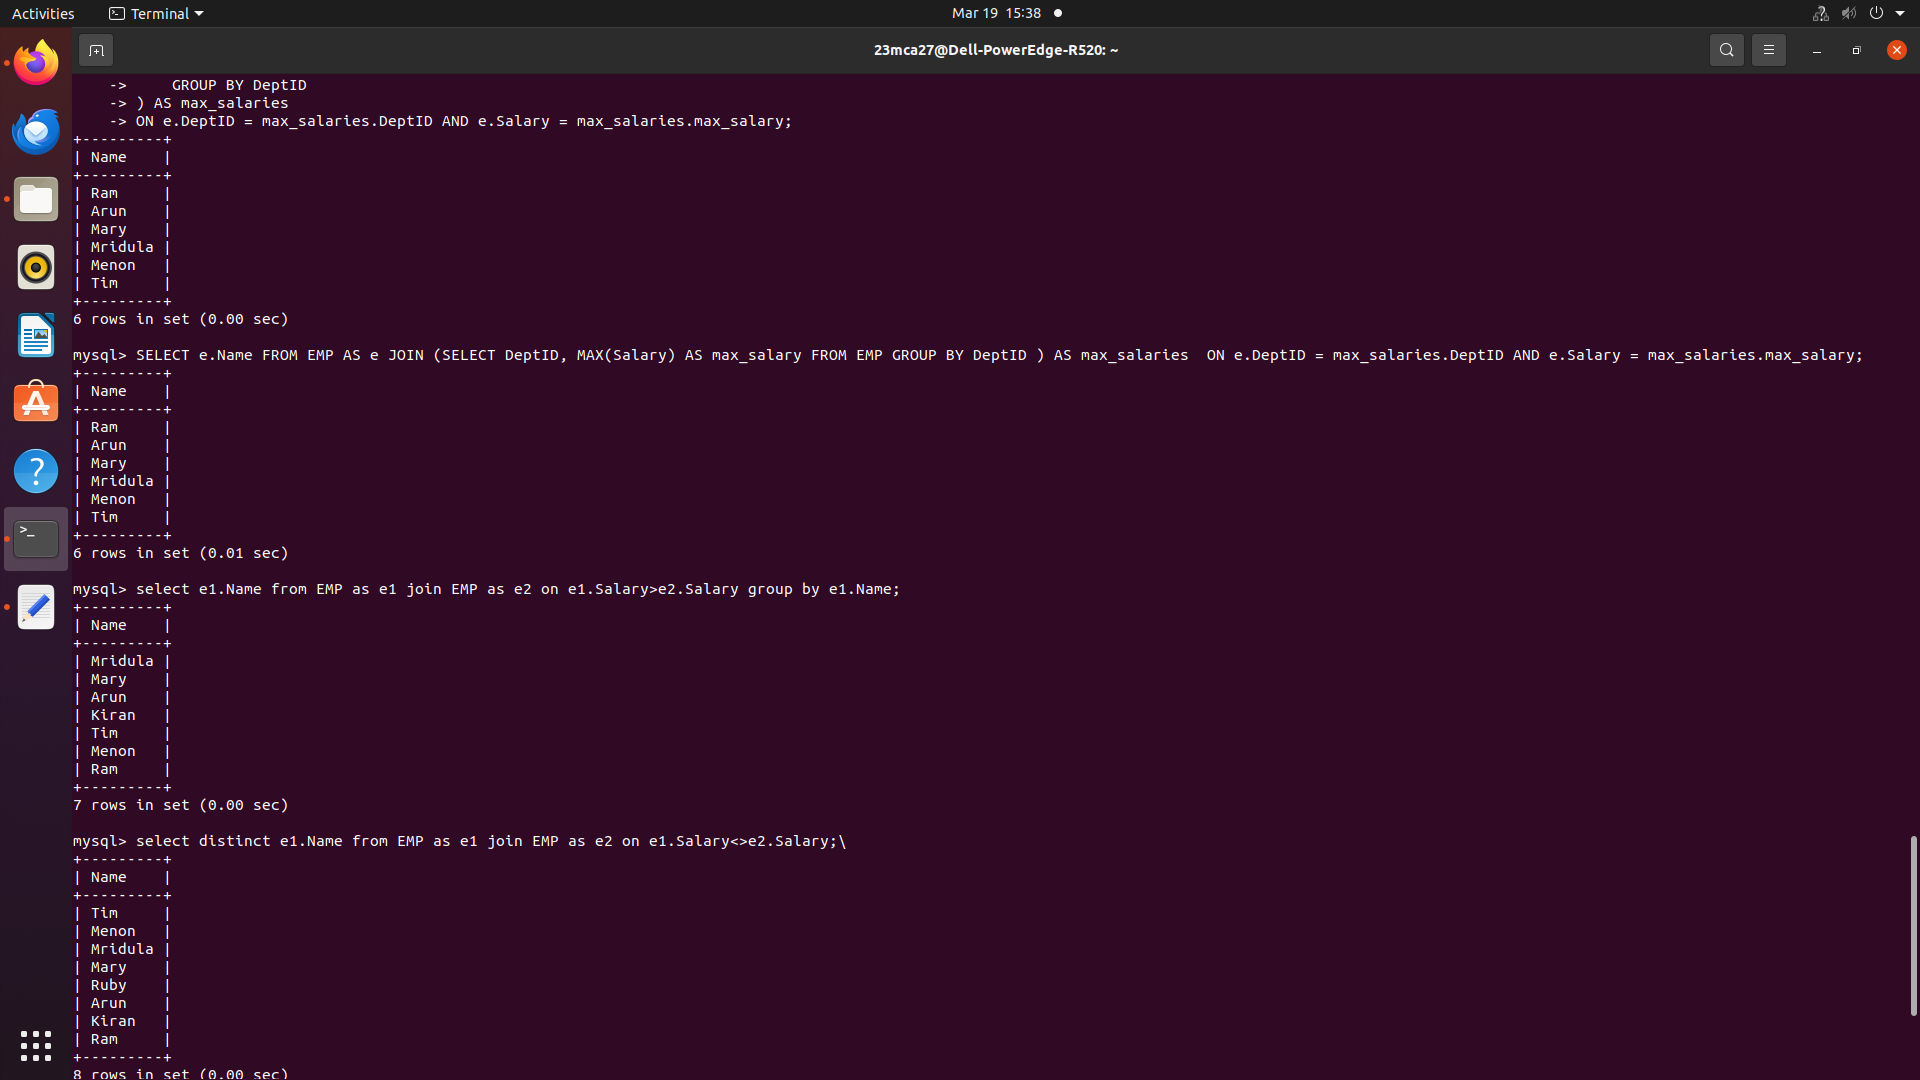 Activities
Terminal
Mar 19 15:38
23mca27@Dell-PowerEdge-R520: ~
    ->     GROUP BY DeptID
    -> ) AS max_salaries
    -> ON e.DeptID = max_salaries.DeptID AND e.Salary = max_salaries.max_salary;
+---------+
| Name    |
+---------+
| Ram     |
| Arun    |
| Mary    |
| Mridula |
| Menon   |
| Tim     |
+---------+
6 rows in set (0.00 sec)

mysql> SELECT e.Name FROM EMP AS e JOIN (SELECT DeptID, MAX(Salary) AS max_salary FROM EMP GROUP BY DeptID ) AS max_salaries  ON e.DeptID = max_salaries.DeptID AND e.Salary = max_salaries.max_salary;
+---------+
| Name    |
+---------+
| Ram     |
| Arun    |
| Mary    |
| Mridula |
| Menon   |
| Tim     |
+---------+
6 rows in set (0.01 sec)

mysql> select e1.Name from EMP as e1 join EMP as e2 on e1.Salary>e2.Salary group by e1.Name;
+---------+
| Name    |
+---------+
| Mridula |
| Mary    |
| Arun    |
| Kiran   |
| Tim     |
| Menon   |
| Ram     |
+---------+
7 rows in set (0.00 sec)

mysql> select distinct e1.Name from EMP as e1 join EMP as e2 on e1.Salary<>e2.Salary;\
+---------+
| Name    |
+---------+
| Tim     |
| Menon   |
| Mridula |
| Mary    |
| Ruby    |
| Arun    |
| Kiran   |
| Ram     |
+---------+
8 rows in set (0.00 sec)